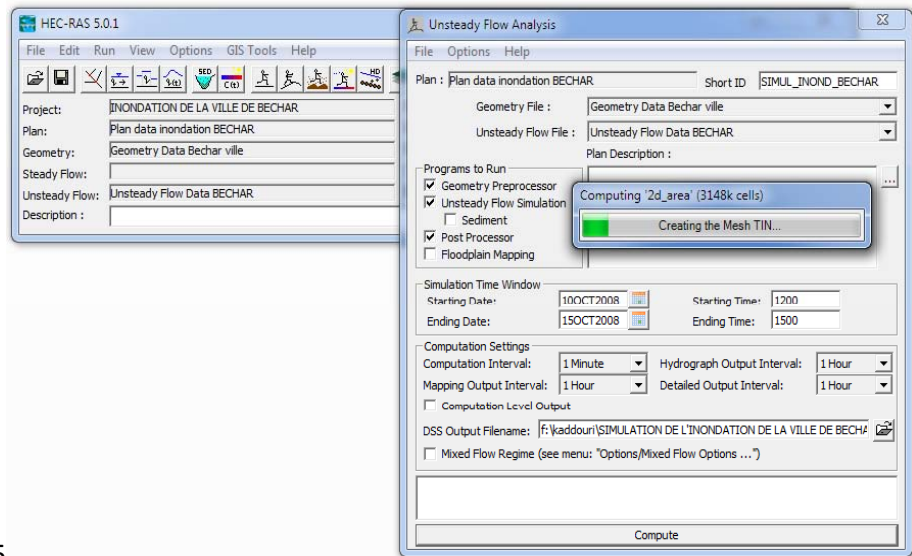 HEC-RAS 5.0.1
File Edit Run View Options GIS Tools Help
Project: INONDATION DE LA VILLE DE BECHAR
Plan: Plan data inondation BECHAR
Geometry: Geometry Data Bechar ville
Steady Flow:
Unsteady Flow: Unsteady Flow Data BECHAR
Description :
Unsteady Flow Analysis
File Options Help
Plan : Plan data inondation BECHAR Short ID SIMUL_INOND_BECHAR
Geometry File : Geometry Data Bechar ville
Unsteady Flow File : Unsteady Flow Data BECHAR
Plan Description :
Programs to Run
Geometry Preprocessor
Unsteady Flow Simulation
Sediment
Post Processor
Floodplain Mapping
...
Computing '2d_area' (3148k cells)
Creating the Mesh TIN...
Simulation Time Window
Starting Date: 10OCT2008 Starting Time: 1200
Ending Date: 15OCT2008 Ending Time: 1500
Computation Settings
Computation Interval: 1 Minute Hydrograph Output Interval: 1 Hour
Mapping Output Interval: 1 Hour Detailed Output Interval: 1 Hour
Computation Level Output
DSS Output Filename: f:\kaddouri\SIMULATION DE L'INONDATION DE LA VILLE DE BECHA
Mixed Flow Regime (see menu: "Options/Mixed Flow Options ...")
Compute